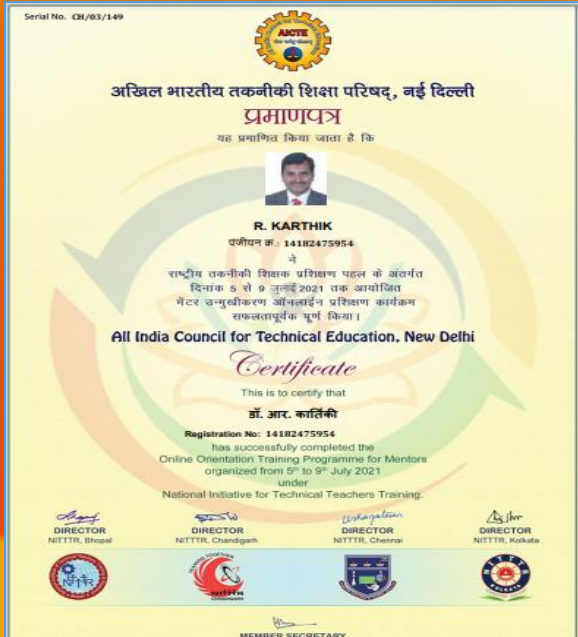 Serial No. CH/03/149
AICTE
अखिल भारतीय तकनीकी शिक्षा परिषद्, नई दिल्ली
प्रमाणपत्र
यह प्रमाणित किया जाता है कि
R. KARTHIK
पंजीयन क्र.: 14182475954
ने
राष्ट्रीय तकनीकी शिक्षक प्रशिक्षण पहल के अंतर्गत
दिनांक 5 से 9 जुलाई 2021 तक आयोजित
मेंटर उन्मुखीकरण ऑनलाईन प्रशिक्षण कार्यक्रम
सफलतापूर्वक पूर्ण किया।
All India Council for Technical Education, New Delhi
Certificate
This is to certify that
डॉ. आर. कार्तिकी
Registration No: 14182475954
has successfully completed the
Online Orientation Training Programme for Mentors
organized from 5th to 9th July 2021
under
National Initiative for Technical Teachers Training.
DIRECTOR DIRECTOR DIRECTOR DIRECTOR
NITTTR, Bhopal NITTTR, Chandigarh NITTTR, Chennai NITTTR, Kolkata
MEMBER SECRETARY